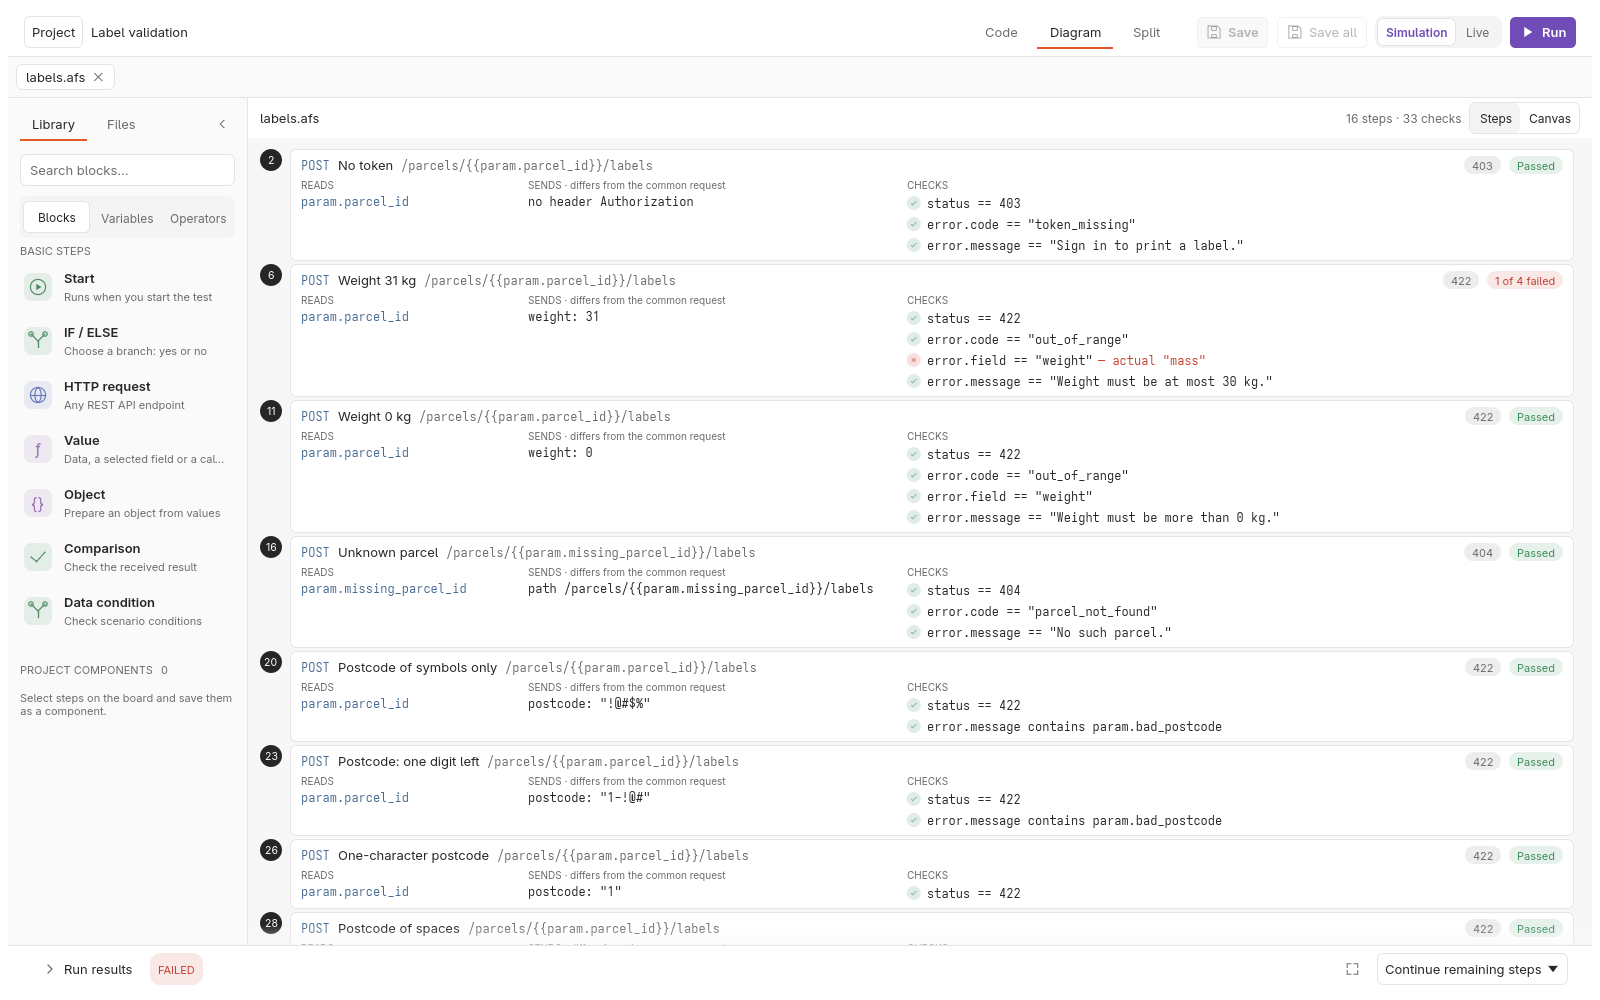 Project Label validation Code Diagram Split Save Save all Simulation Live Run
labels.afs
Library Files
Search blocks...
Blocks Variables Operators
BASIC STEPS
Start
Runs when you start the test
IF / ELSE
Choose a branch: yes or no
HTTP request
Any REST API endpoint
Value
Data, a selected field or a cal...
Object
Prepare an object from values
Comparison
Check the received result
Data condition
Check scenario conditions
PROJECT COMPONENTS 0
Select steps on the board and save them
as a component.
labels.afs 16 steps · 33 checks Steps Canvas
2 POST No token /parcels/{{param.parcel_id}}/labels 403 Passed
READS SENDS · differs from the common request CHECKS
param.parcel_id no header Authorization status == 403
error.code == "token_missing"
error.message == "Sign in to print a label."
6 POST Weight 31 kg /parcels/{{param.parcel_id}}/labels 422 1 of 4 failed
READS SENDS · differs from the common request CHECKS
param.parcel_id weight: 31 status == 422
error.code == "out_of_range"
error.field == "weight" — actual "mass"
error.message == "Weight must be at most 30 kg."
11 POST Weight 0 kg /parcels/{{param.parcel_id}}/labels 422 Passed
READS SENDS · differs from the common request CHECKS
param.parcel_id weight: 0 status == 422
error.code == "out_of_range"
error.field == "weight"
error.message == "Weight must be more than 0 kg."
16 POST Unknown parcel /parcels/{{param.missing_parcel_id}}/labels 404 Passed
READS SENDS · differs from the common request CHECKS
param.missing_parcel_id path /parcels/{{param.missing_parcel_id}}/labels status == 404
error.code == "parcel_not_found"
error.message == "No such parcel."
20 POST Postcode of symbols only /parcels/{{param.parcel_id}}/labels 422 Passed
READS SENDS · differs from the common request CHECKS
param.parcel_id postcode: "!@#$%" status == 422
error.message contains param.bad_postcode
23 POST Postcode: one digit left /parcels/{{param.parcel_id}}/labels 422 Passed
READS SENDS · differs from the common request CHECKS
param.parcel_id postcode: "1-!@#" status == 422
error.message contains param.bad_postcode
26 POST One-character postcode /parcels/{{param.parcel_id}}/labels 422 Passed
READS SENDS · differs from the common request CHECKS
param.parcel_id postcode: "1" status == 422
28 POST Postcode of spaces /parcels/{{param.parcel_id}}/labels 422 Passed
Run results FAILED Continue remaining steps